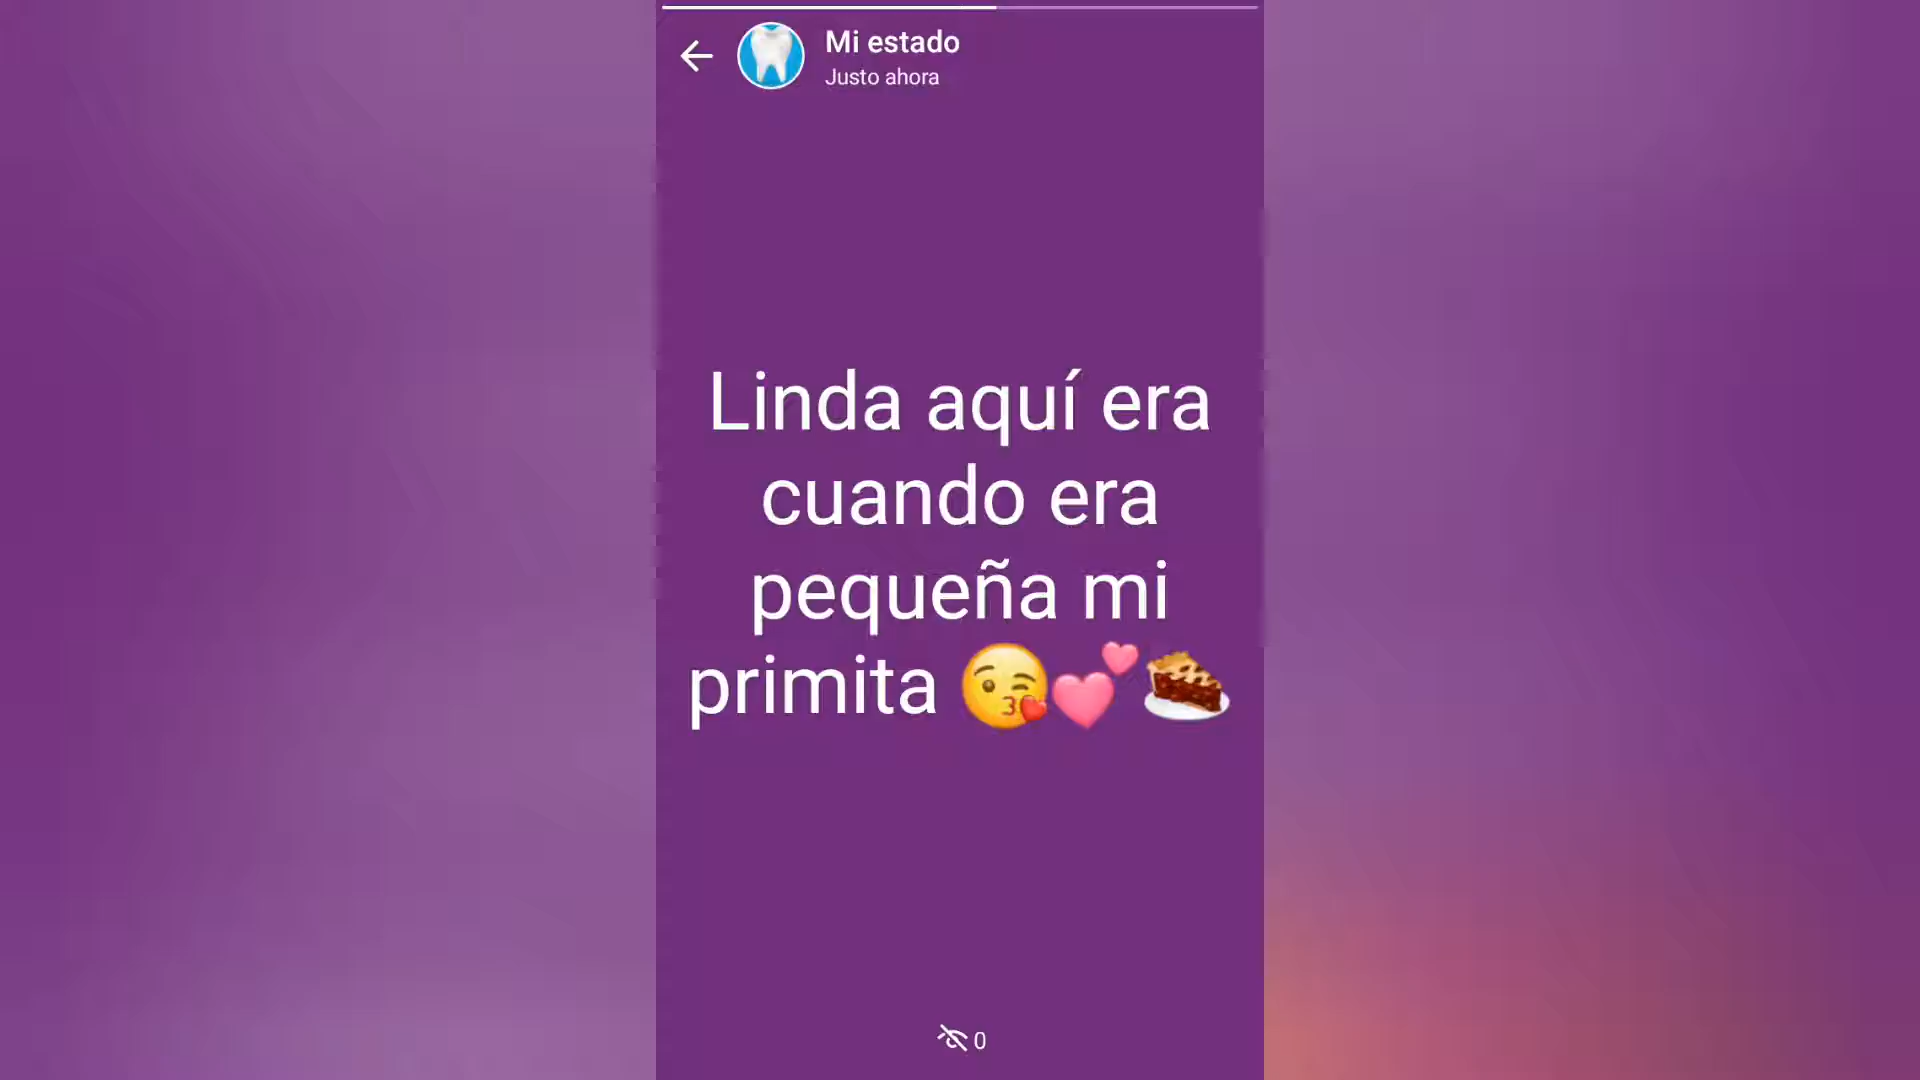 Mi estado
Justo ahora
Linda aquí era
cuando era
pequeña mi
primita 😘💕🥧
0